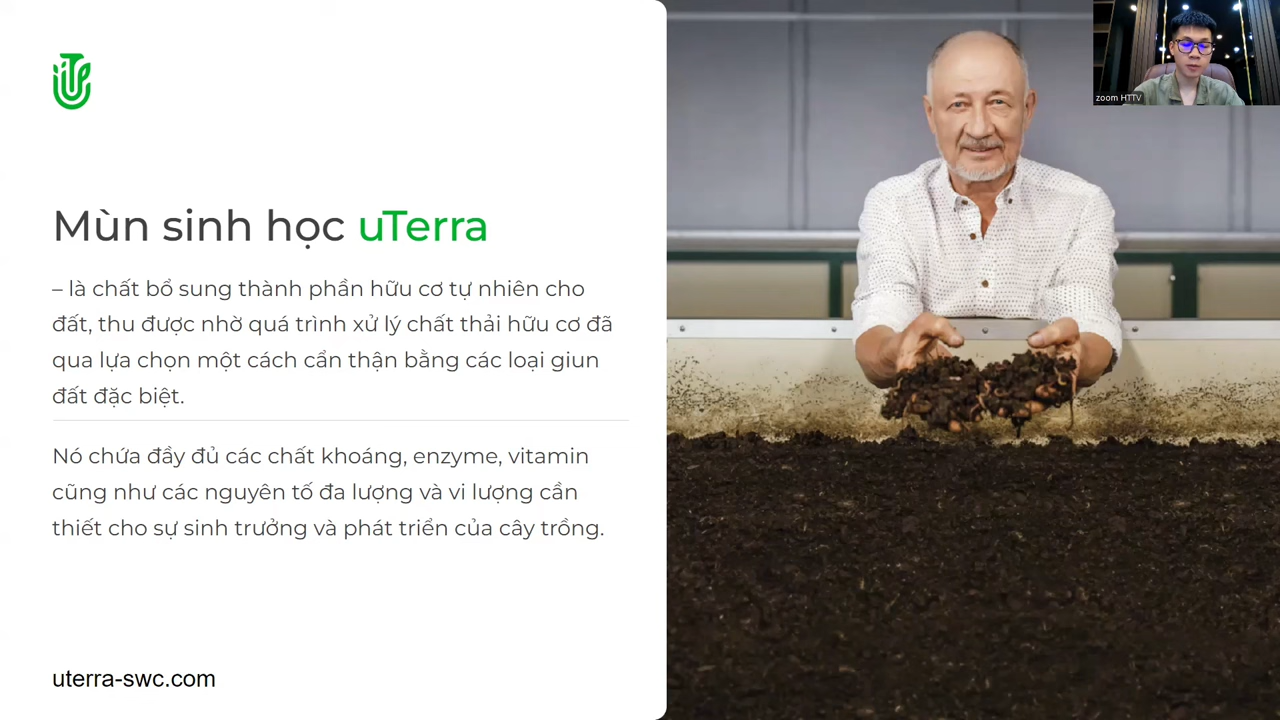 Mùn sinh học uTerra
– là chất bổ sung thành phần hữu cơ tự nhiên cho
đất, thu được nhờ quá trình xử lý chất thải hữu cơ đã
qua lựa chọn một cách cẩn thận bằng các loại giun
đất đặc biệt.
Nó chứa đầy đủ các chất khoáng, enzyme, vitamin
cũng như các nguyên tố đa lượng và vi lượng cần
thiết cho sự sinh trưởng và phát triển của cây trồng.
uterra-swc.com
zoom HTTV